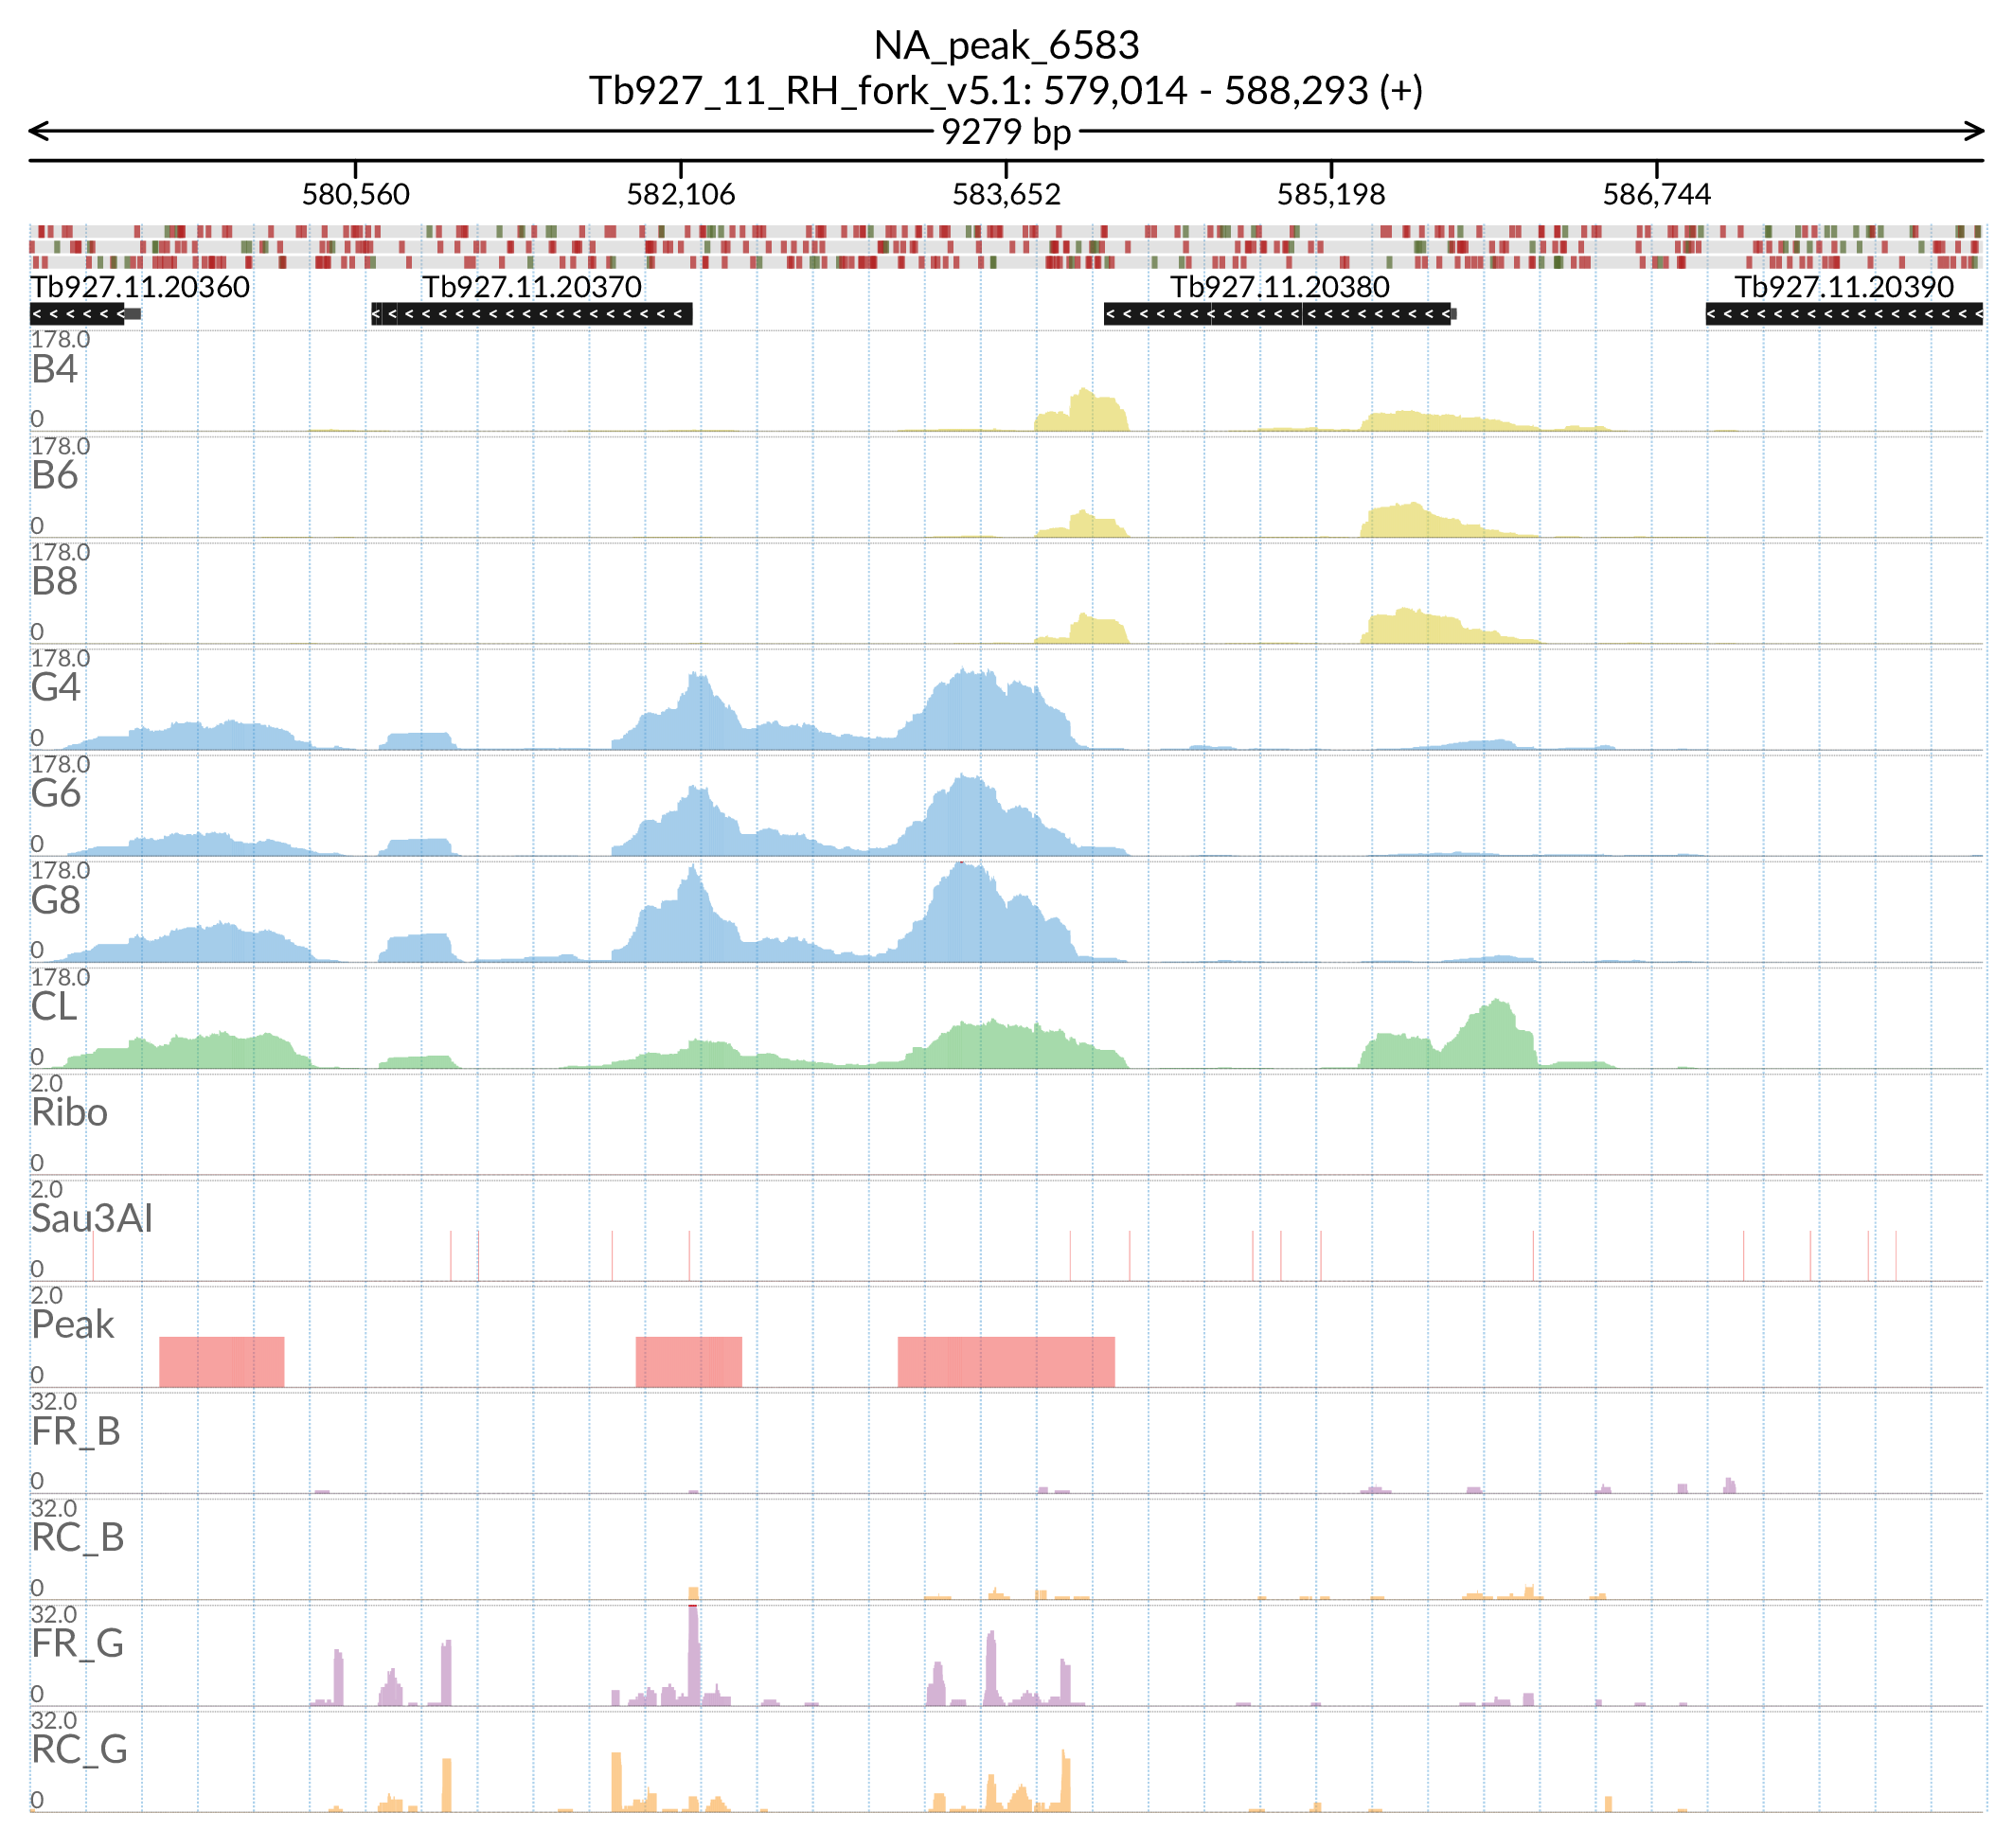 NA_peak_6583
Tb927_11_RH_fork_v5.1: 579,014 - 588,293 (+)
9279 bp
580,560 582,106 583,652 585,198 586,744
Tb927.11.20360 Tb927.11.20370 Tb927.11.20380 Tb927.11.20390
178.0
B4
0
178.0
B6
0
178.0
B8
0
178.0
G4
0
178.0
G6
0
178.0
G8
0
178.0
CL
0
2.0
Ribo
0
2.0
Sau3AI
0
2.0
Peak
0
32.0
FR_B
0
32.0
RC_B
0
32.0
FR_G
0
32.0
RC_G
0